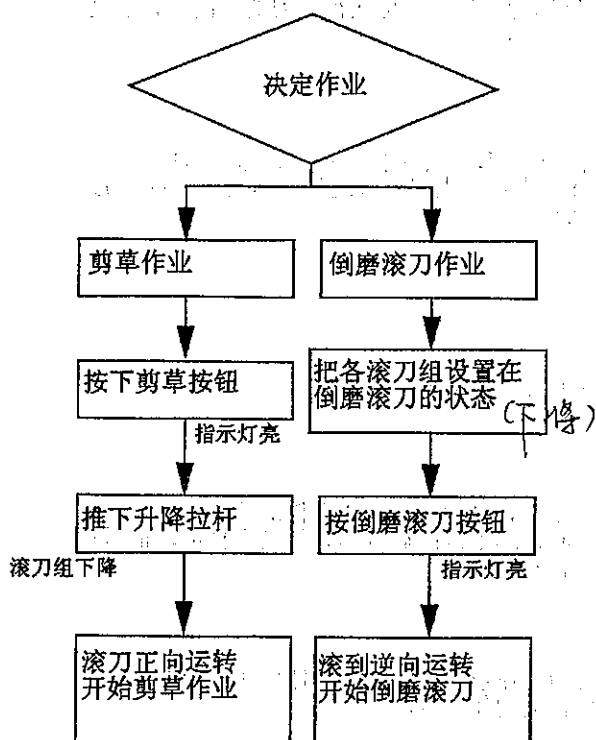 决定作业
剪草作业
倒磨滚刀作业
按下剪草按钮
把各滚刀组设置在
倒磨滚刀的状态
(下降)
指示灯亮
推下升降拉杆
按倒磨滚刀按钮
滚刀组下降
指示灯亮
滚刀正向运转
开始剪草作业
滚到逆向运转
开始倒磨滚刀